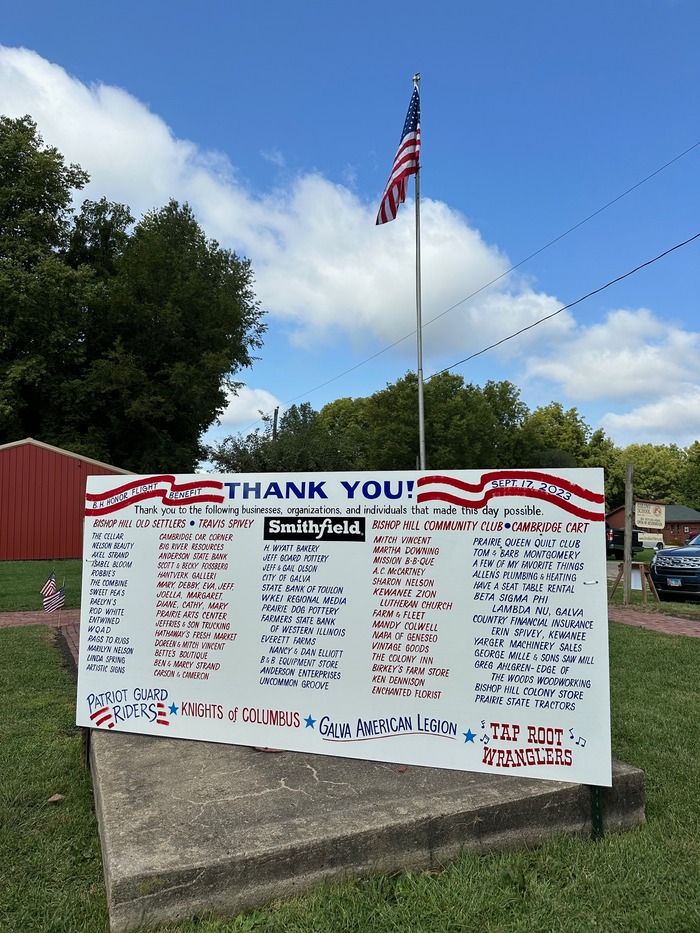 B.H. HONOR FLIGHT BENEFIT
THANK YOU!
SEPT. 17, 2023
Thank you to the following businesses, organizations, and individuals that made this day possible.
BISHOP HILL OLD SETTLERS • TRAVIS SPIVEY
Smithfield
BISHOP HILL COMMUNITY CLUB • CAMBRIDGE CART
THE CELLAR
NELSON BEAUTY
AXEL STRAND
ISABEL BLOOM
ROBBIE'S
THE COMBINE
SWEET PEA'S
RAELYN'S
ROD WHITE
ENTWINED
WQAD
RAGS TO RUGS
MARILYN NELSON
LINDA SPRING
ARTISTIC SIGNS
CAMBRIDGE CAR CORNER
BIG RIVER RESOURCES
ANDERSON STATE BANK
SCOTT & BECKY FOSSBERG
HANTVERK GALLERI
MARY, DEBBY, EVA, JEFF
JOELLA, MARGARET,
DIANE, CATHY, MARY
PRAIRIE ARTS CENTER
JEFFRIES & SON TRUCKING
HATHAWAY'S FRESH MARKET
DOREEN & MITCH VINCENT
BETTE'S BOUTIQUE
BEN & MARCY STRAND
CARSON & CAMERON
H. WYATT BAKERY
JEFF GOARD POTTERY
JEFF & GAIL OLSON
CITY OF GALVA
STATE BANK OF TOULON
WKEI REGIONAL MEDIA
PRAIRIE DOG POTTERY
FARMERS STATE BANK
OF WESTERN ILLINOIS
EVERETT FARMS
NANCY & DAN ELLIOTT
B&B EQUIPMENT STORE
ANDERSON ENTERPRISES
UNCOMMON GROOVE
MITCH VINCENT
MARTHA DOWNING
MISSION B-B-QUE
A.C. McCARTNEY
SHARON NELSON
KEWANEE ZION
LUTHERAN CHURCH
FARM & FLEET
MANDY COLWELL
NAPA OF GENESEO
VINTAGE GOODS
THE COLONY INN
BIRKEY'S FARM STORE
KEN DENNISON
ENCHANTED FLORIST
PRAIRIE QUEEN QUILT CLUB
TOM & BARB MONTGOMERY
A FEW OF MY FAVORITE THINGS
ALLENS PLUMBING & HEATING
HAVE A SEAT TABLE RENTAL
BETA SIGMA PHI
LAMBDA NU, GALVA
COUNTRY FINANCIAL INSURANCE
ERIN SPIVEY, KEWANEE
YARGER MACHINERY SALES
GEORGE MILLE & SONS SAW MILL
GREG AHLGREN- EDGE OF
THE WOODS WOODWORKING
BISHOP HILL COLONY STORE
PRAIRIE STATE TRACTORS
PATRIOT GUARD
RIDERS
KNIGHTS of COLUMBUS
GALVA AMERICAN LEGION
TAP ROOT
WRANGLERS